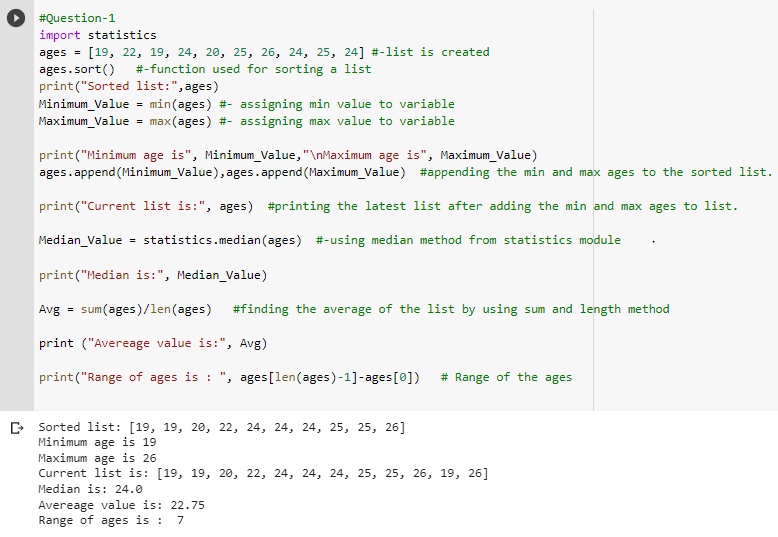 #Question-1
import statistics
ages = [19, 22, 19, 24, 20, 25, 26, 24, 25, 24] #-list is created
ages.sort()   #-function used for sorting a list
print("Sorted list:",ages)
Minimum_Value = min(ages) #- assigning min value to variable
Maximum_Value = max(ages) #- assigning max value to variable
print("Minimum age is", Minimum_Value,"\nMaximum age is", Maximum_Value)
ages.append(Minimum_Value),ages.append(Maximum_Value)  #appending the min and max ages to the sorted list.
print("Current list is:", ages)  #printing the latest list after adding the min and max ages to list.
Median_Value = statistics.median(ages)  #-using median method from statistics module    .
print("Median is:", Median_Value)
Avg = sum(ages)/len(ages)   #finding the average of the list by using sum and length method
print ("Avereage value is:", Avg)
print("Range of ages is : ", ages[len(ages)-1]-ages[0])   # Range of the ages
Sorted list: [19, 19, 20, 22, 24, 24, 24, 25, 25, 26]
Minimum age is 19
Maximum age is 26
Current list is: [19, 19, 20, 22, 24, 24, 24, 25, 25, 26, 19, 26]
Median is: 24.0
Avereage value is: 22.75
Range of ages is :  7